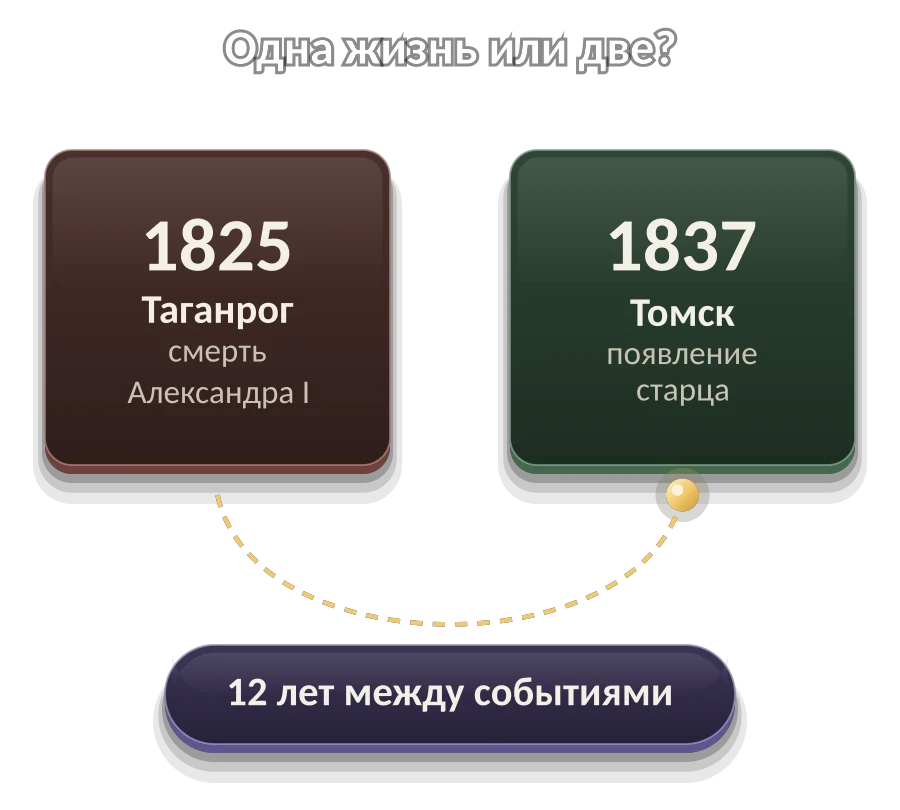 Одна жизнь или две?
1825
Таганрог
смерть
Александра I
1837
Томск
появление
старца
12 лет между событиями